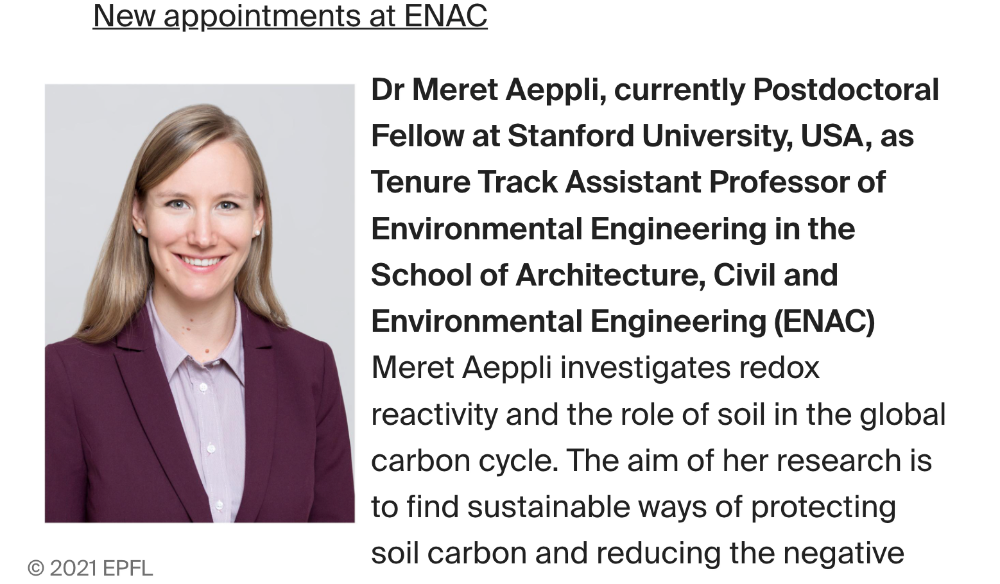 New appointments at ENAC
Dr Meret Aeppli, currently Postdoctoral
Fellow at Stanford University, USA, as
Tenure Track Assistant Professor of
Environmental Engineering in the
School of Architecture, Civil and
Environmental Engineering (ENAC)
Meret Aeppli investigates redox
reactivity and the role of soil in the global
carbon cycle. The aim of her research is
to find sustainable ways of protecting
soil carbon and reducing the negative
© 2021 EPFL